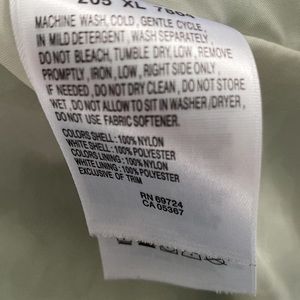 205 XL
MACHINE WASH, COLD, GENTLE CYCLE,
IN MILD DETERGENT, WASH SEPARATELY,
DO NOT BLEACH, TUMBLE DRY, LOW, REMOVE
PROMPTLY, IRON, LOW, RIGHT SIDE ONLY,
IF NEEDED, DO NOT DRY CLEAN, DO NOT STORE
WET, DO NOT ALLOW TO SIT IN WASHER / DRYER,
DO NOT USE FABRIC SOFTENER.
COLORS SHELL : 100% NYLON
WHITE SHELL : 100% POLYESTER
COLORS LINING : 100% NYLON
WHITE LINING : 100% POLYESTER
EXCLUSIVE OF TRIM
RN 69724
CA 05367